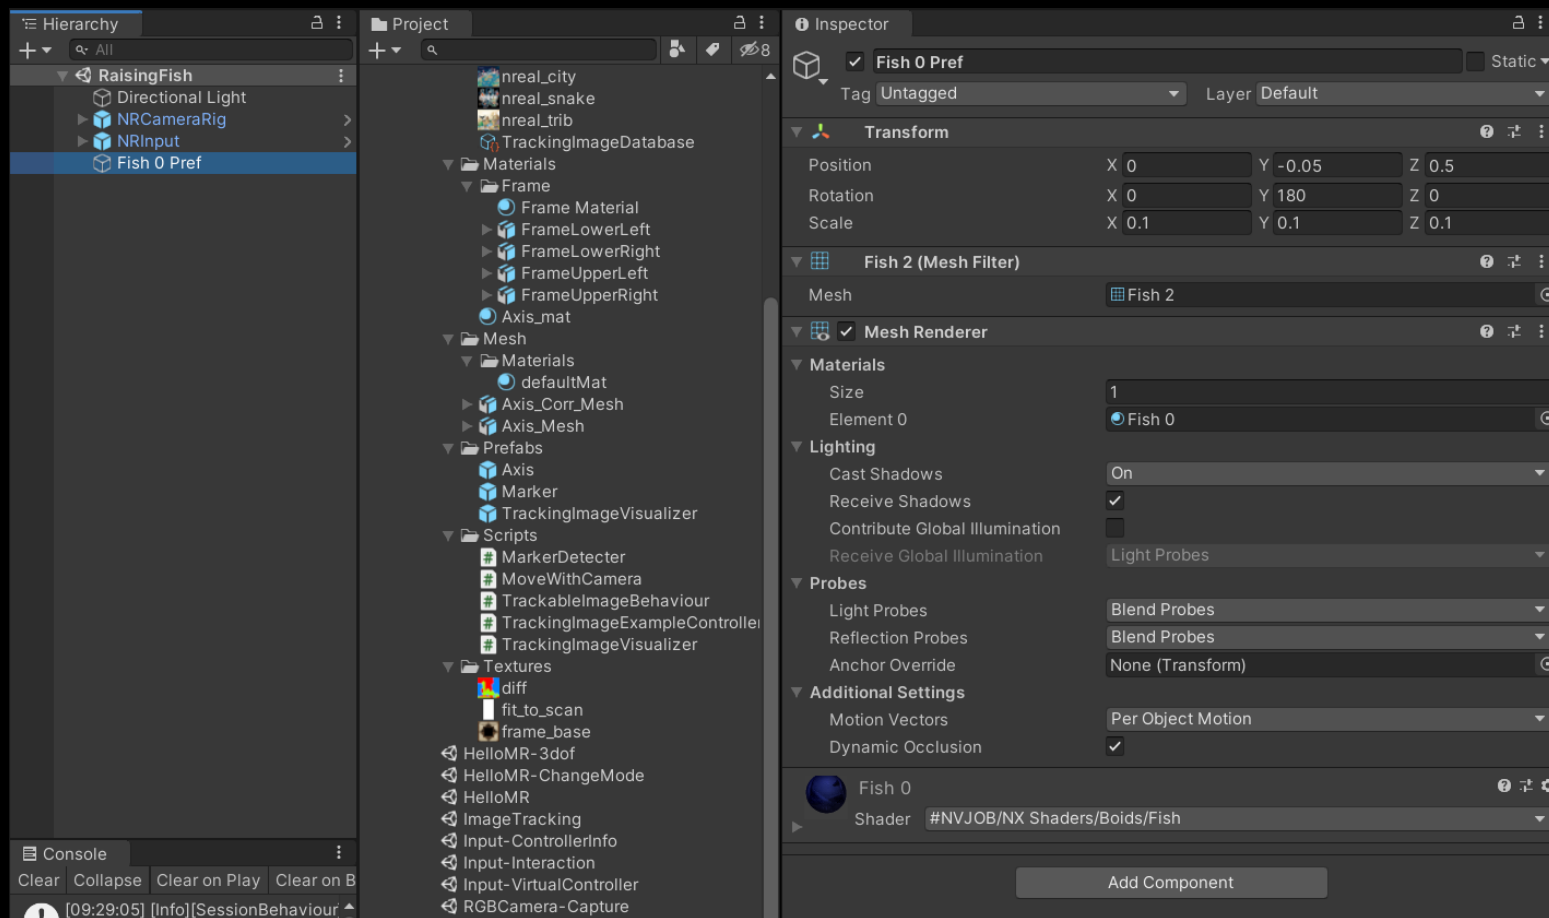 Hierarchy
All
RaisingFish
Directional Light
NRCameraRig
NRInput
Fish 0 Pref
Console
Clear Collapse Clear on Play Clear on B
[09:29:05] [Info][SessionBehaviour
Project
8
nreal_city
nreal_snake
nreal_trib
TrackingImageDatabase
Materials
Frame
Frame Material
FrameLowerLeft
FrameLowerRight
FrameUpperLeft
FrameUpperRight
Axis_mat
Mesh
Materials
defaultMat
Axis_Corr_Mesh
Axis_Mesh
Prefabs
Axis
Marker
TrackingImageVisualizer
Scripts
MarkerDetecter
MoveWithCamera
TrackableImageBehaviour
TrackingImageExampleController
TrackingImageVisualizer
Textures
diff
fit_to_scan
frame_base
HelloMR-3dof
HelloMR-ChangeMode
HelloMR
ImageTracking
Input-ControllerInfo
Input-Interaction
Input-VirtualController
RGBCamera-Capture
Inspector
Fish 0 Pref Static
Tag Untagged Layer Default
Transform
Position X 0 Y -0.05 Z 0.5
Rotation X 0 Y 180 Z 0
Scale X 0.1 Y 0.1 Z 0.1
Fish 2 (Mesh Filter)
Mesh Fish 2
Mesh Renderer
Materials
Size 1
Element 0 Fish 0
Lighting
Cast Shadows On
Receive Shadows
Contribute Global Illumination
Receive Global Illumination Light Probes
Probes
Light Probes Blend Probes
Reflection Probes Blend Probes
Anchor Override None (Transform)
Additional Settings
Motion Vectors Per Object Motion
Dynamic Occlusion
Fish 0
Shader #NVJOB/NX Shaders/Boids/Fish
Add Component